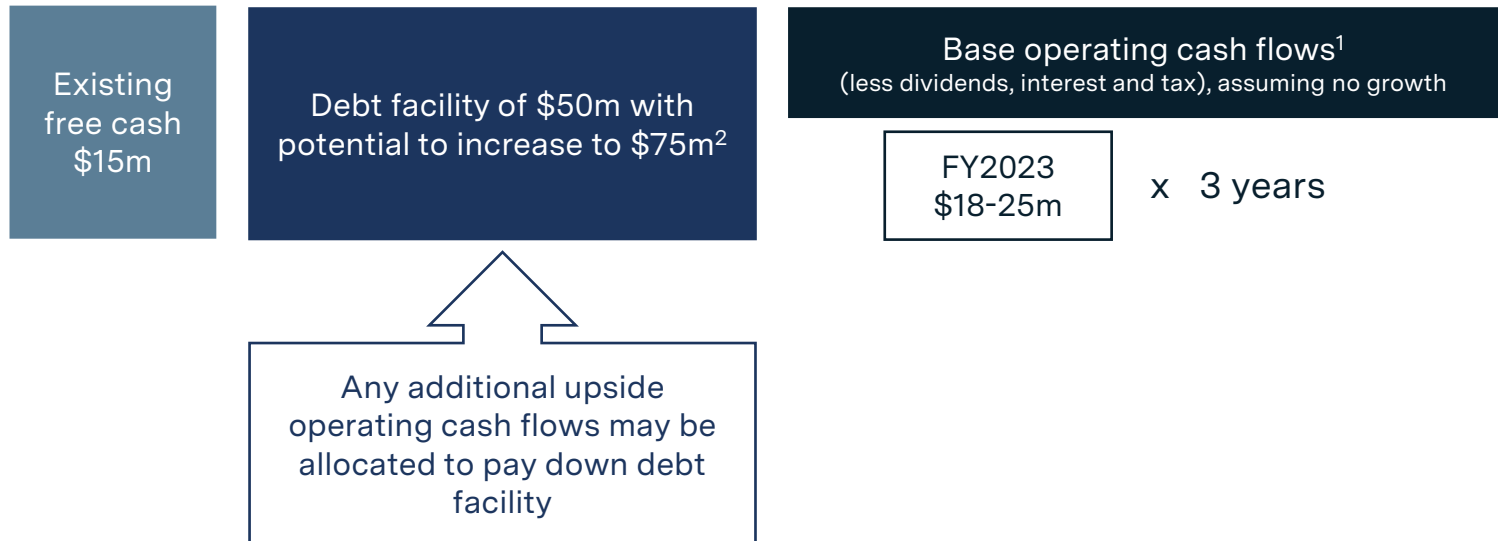 Existing
free cash
$15m
Debt facility of $50m with
potential to increase to $75m²
Base operating cash flows¹
(less dividends, interest and tax), assuming no growth
FY2023
$18-25m
x 3 years
Any additional upside
operating cash flows may be
allocated to pay down debt
facility